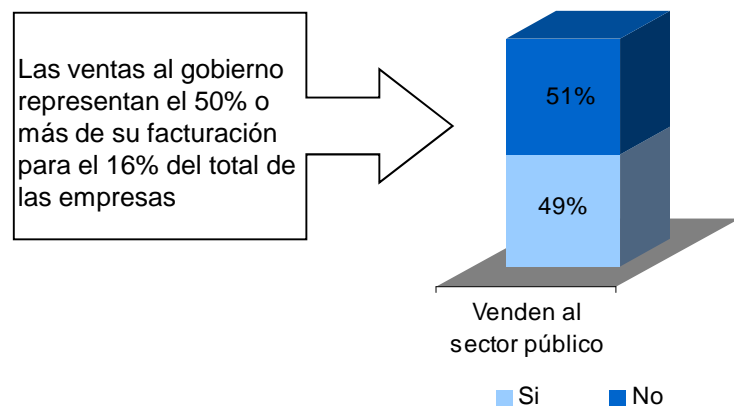 Las ventas al gobierno
representan el 50% o
más de su facturación
para el 16% del total de
las empresas
51%
49%
Venden al
sector público
Si No